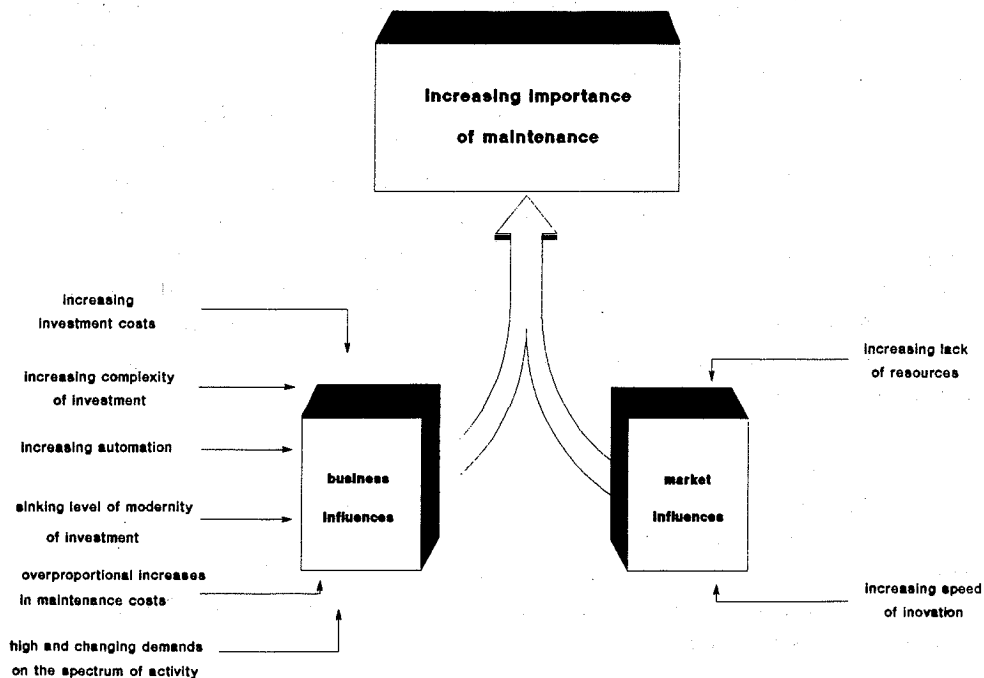 increasing importance
of maintenance
increasing
investment costs
increasing complexity
of investment
increasing automation
sinking level of modernity
of investment
overproportional increases
in maintenance costs
high and changing demands
on the spectrum of activity
business
influences
market
influences
increasing lack
of resources
increasing speed
of inovation